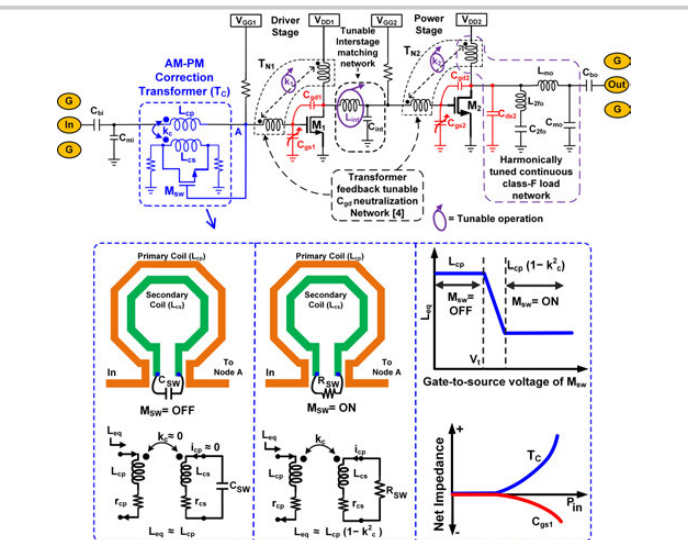 VGG1
Driver
Stage
VDD1
Tunable
Interstage
matching
network
VGG2
Power
Stage
VDD2
AM-PM
Correction
Transformer (TC)
TN1
k1
TN2
k2
G
In
G
Cbi
Cmi
Lcp
kc
Lcs
Msw
A
Cgd1
M1
Cgs1
Lint
Cint
Cgd2
M2
Cgs2
Cds2
Lmo
L2fo
C2fo
Cmo
Cbo
G
Out
G
Harmonically
tuned continuous
class-F load
network
Transformer
feedback tunable
Cgd neutralization
Network [4]
= Tunable operation
Primary Coil (Lcp)
Secondary
Coil (Lcs)
In
CSW
To
Node A
MSW= OFF
Leq
kc≈ 0
icp≈ 0
Lcp
Lcs
CSW
rcp
rcs
Leq ≈ Lcp
Primary Coil (Lcp)
Secondary
Coil (Lcs)
In
RSW
To
Node A
MSW= ON
Leq
kc
icp
Lcp
Lcs
RSW
rcp
rcs
Leq ≈ Lcp (1- k²c )
Leq
Lcp
Lcp (1- k²c)
Msw=
OFF
Msw= ON
Vt
Gate-to-source voltage of Msw
Net Impedance
+
-
TC
Pin
Cgs1